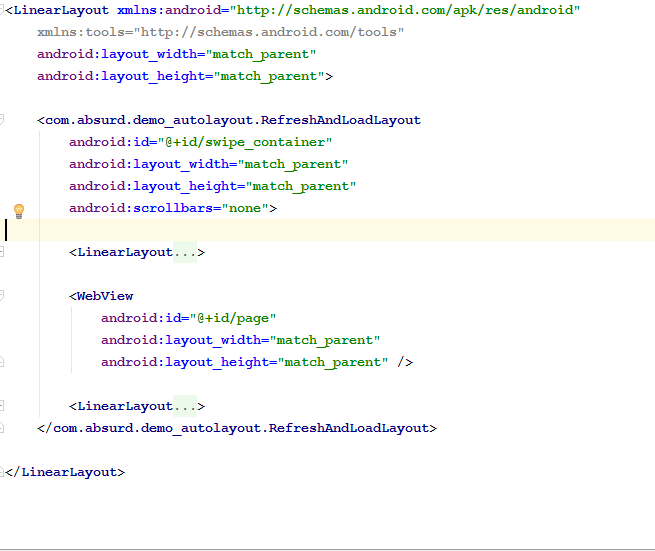 <LinearLayout xmlns:android="http://schemas.android.com/apk/res/android"
xmlns:tools="http://schemas.android.com/tools"
android:layout_width="match_parent"
android:layout_height="match_parent">
<com.absurd.demo_autolayout.RefreshAndLoadLayout
android:id="@+id/swipe_container"
android:layout_width="match_parent"
android:layout_height="match_parent"
android:scrollbars="none">
<LinearLayout...>
<WebView
android:id="@+id/page"
android:layout_width="match_parent"
android:layout_height="match_parent" />
<LinearLayout...>
</com.absurd.demo_autolayout.RefreshAndLoadLayout>
</LinearLayout>